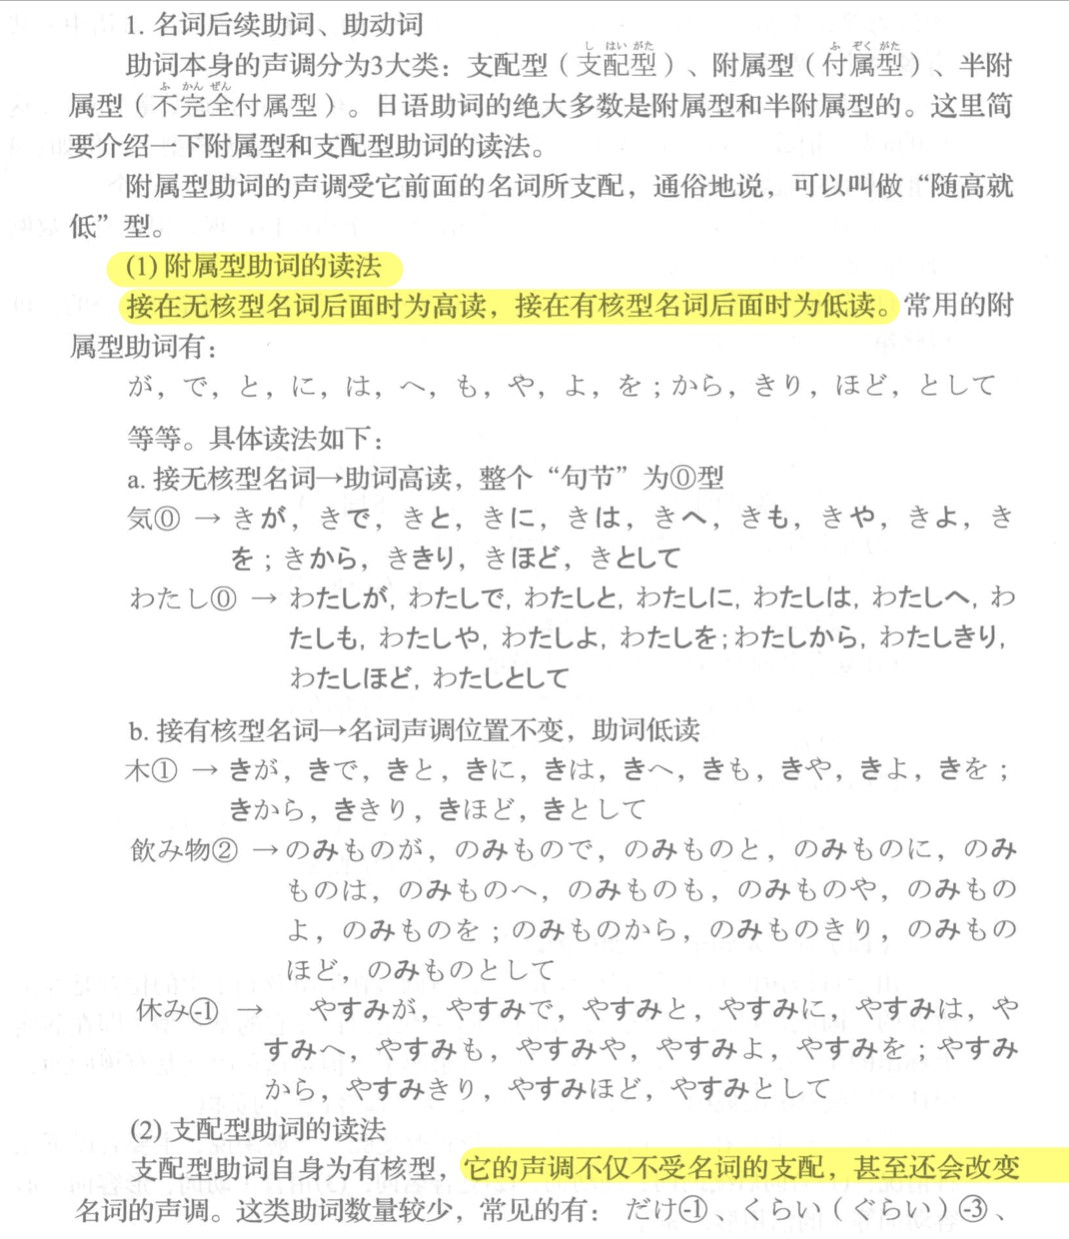 1. 名词后续助词、助动词
助词本身的声调分为3大类：支配型（支配型）、附属型（付属型）、半附
属型（不完全付属型）。日语助词的绝大多数是附属型和半附属型的。这里简
要介绍一下附属型和支配型助词的读法。
附属型助词的声调受它前面的名词所支配，通俗地说，可以叫做“随高就
低”型。
(1) 附属型助词的读法
接在无核型名词后面时为高读，接在有核型名词后面时为低读。常用的附
属型助词有：
が，で，と，に，は，へ，も，や，よ，を；から，きり，ほど，として
等等。具体读法如下：
a. 接无核型名词→助词高读，整个“句节”为⓪型
気⓪ → きが，きで，きと，きに，きは，きへ，きも，きや，きよ，き
を；きから，ききり，きほど，きとして
わたし⓪ → わたしが, わたしで, わたしと, わたしに, わたしは, わたしへ, わ
たしも, わたしや, わたしよ, わたしを; わたしから, わたしきり,
わたしほど, わたしとして
b. 接有核型名词→名词声调位置不变，助词低读
木① → きが，きで，きと，きに，きは，きへ，きも，きや，きよ，きを；
きから，ききり，きほど，きとして
飲み物② →のみものが，のみもので，のみものと，のみものに，のみ
ものは，のみものへ，のみものも，のみものや，のみもの
よ，のみものを；のみものから，のみものきり，のみもの
ほど，のみものとして
休み-1 → やすみが，やすみで，やすみと，やすみに，やすみは，や
すみへ，やすみも，やすみや，やすみよ，やすみを；やすみ
から，やすみきり，やすみほど，やすみとして
(2) 支配型助词的读法
支配型助词自身为有核型，它的声调不仅不受名词的支配，甚至还会改变
名词的声调。这类助词数量较少，常见的有：だけ-1、くらい（ぐらい）-3、